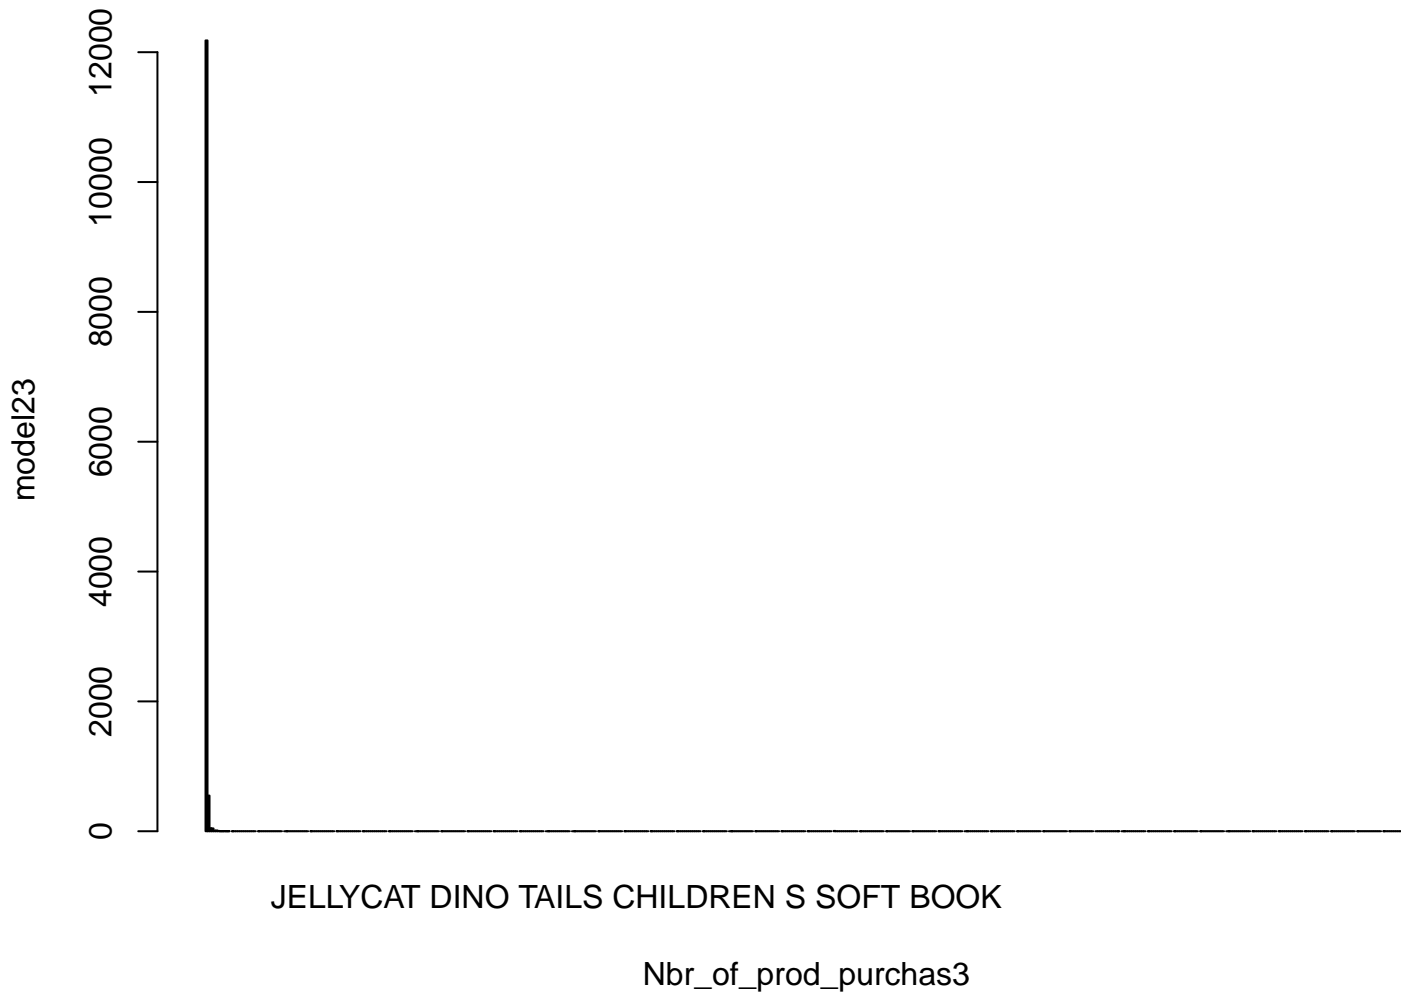 12000
10000
8000
6000
4000
2000
0
model23
JELLYCAT DINO TAILS CHILDREN S SOFT BOOK
Nbr_of_prod_purchas3